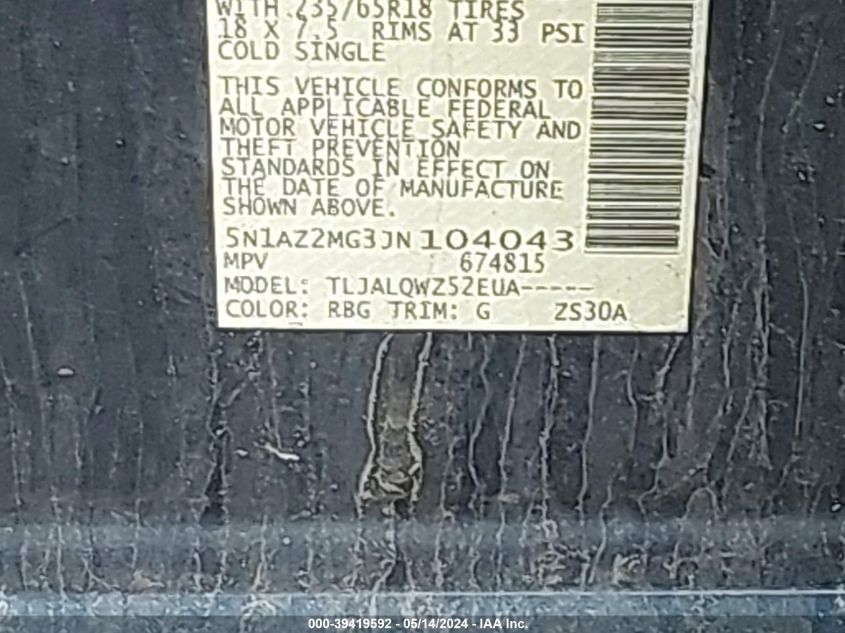 WITH 235/65R18 TIRES
18 X 7.5 RIMS AT 33 PSI
COLD SINGLE
THIS VEHICLE CONFORMS TO
ALL APPLICABLE FEDERAL
MOTOR VEHICLE SAFETY AND
THEFT PREVENTION
STANDARDS IN EFFECT ON
THE DATE OF MANUFACTURE
SHOWN ABOVE.
5N1AZ2MG3JN104043
MPV 674815
MODEL: TLJALQWZ52EUA-----
COLOR: RBG TRIM: G ZS30A
000-39419592 - 05/14/2024 - IAA Inc.